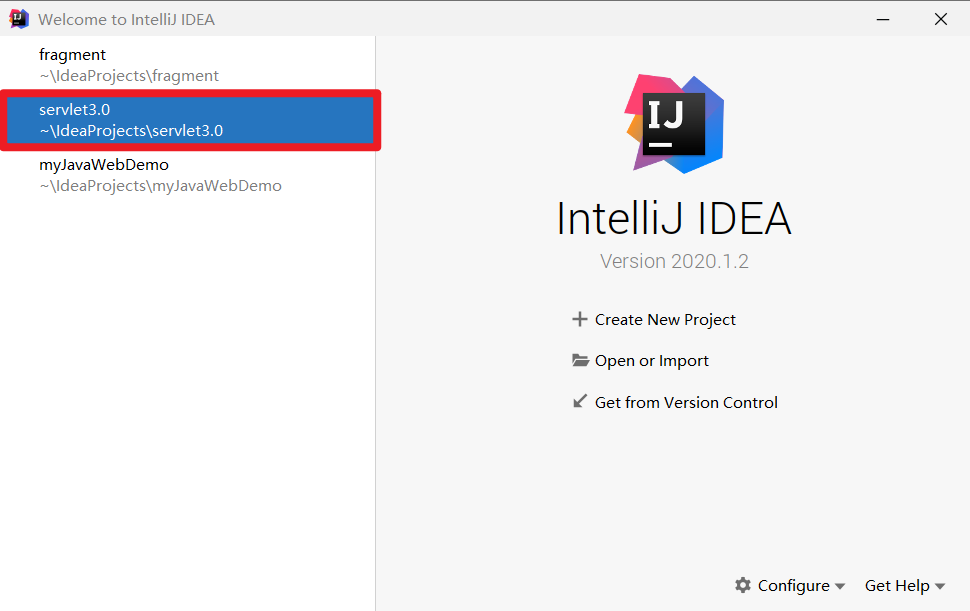 Welcome to IntelliJ IDEA
fragment
~\IdeaProjects\fragment
servlet3.0
~\IdeaProjects\servlet3.0
myJavaWebDemo
~\IdeaProjects\myJavaWebDemo
IJ
IntelliJ IDEA
Version 2020.1.2
Create New Project
Open or Import
Get from Version Control
Configure
Get Help